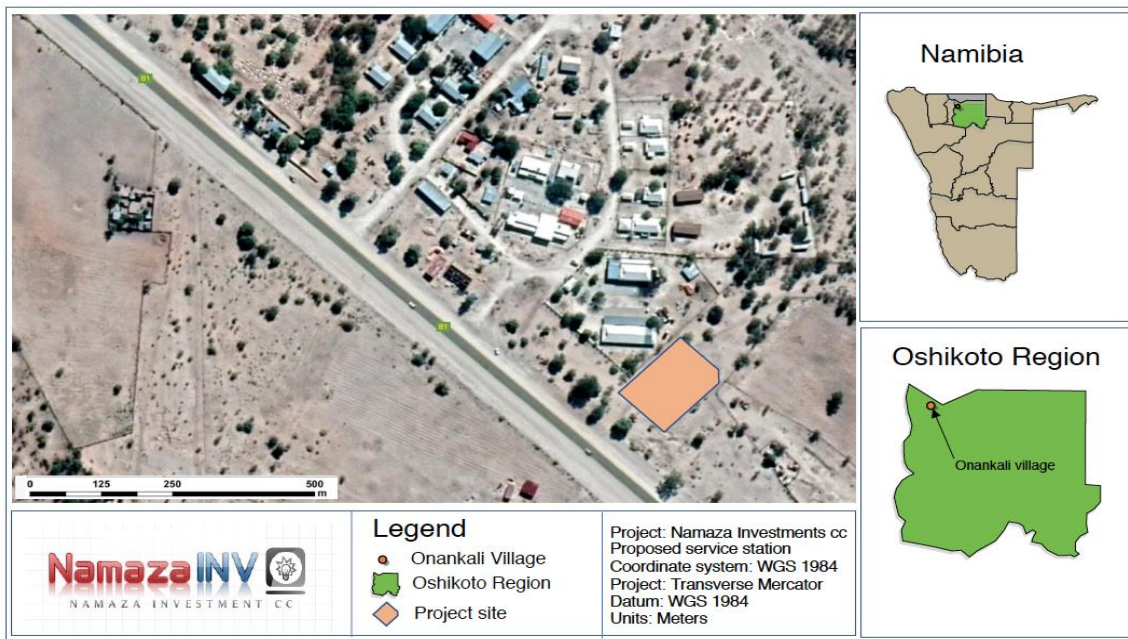 B1
B1
0 125 250 500
m
Namibia
Oshikoto Region
Onankali village
NamazaINV
NAMAZA INVESTMENT CC
Legend
Onankali Village
Oshikoto Region
Project site
Project: Namaza Investments cc
Proposed service station
Coordinate system: WGS 1984
Project: Transverse Mercator
Datum: WGS 1984
Units: Meters